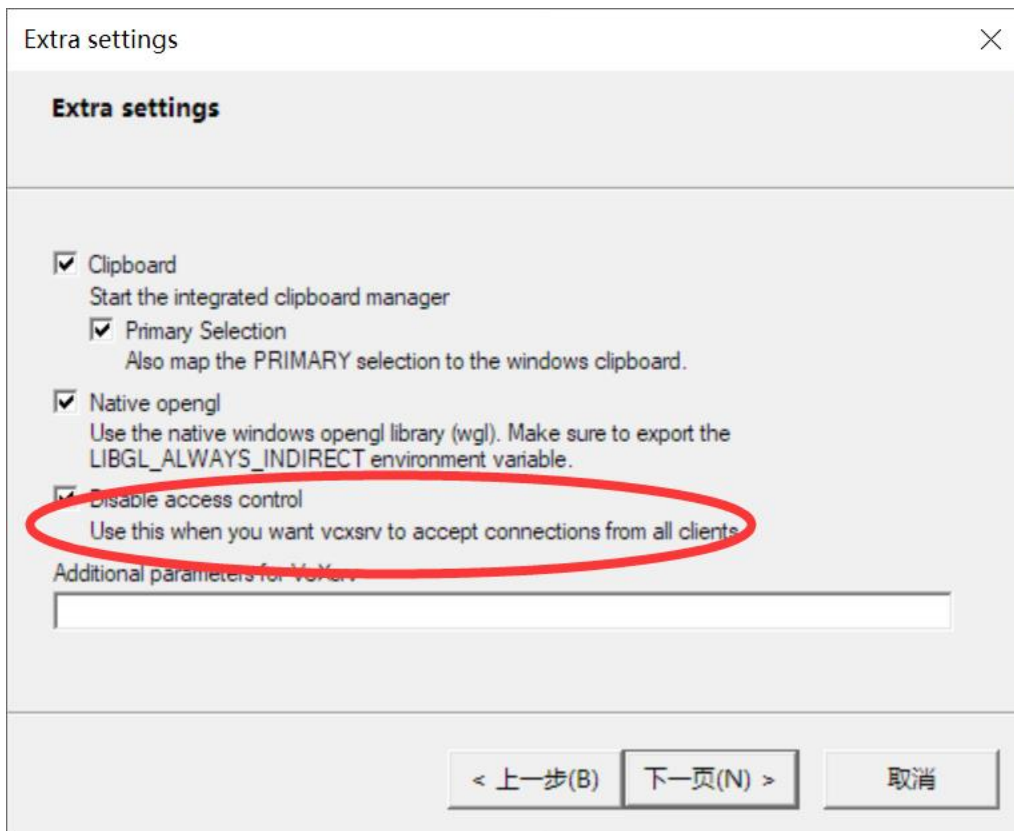 Extra settings
Extra settings
Clipboard
Start the integrated clipboard manager
Primary Selection
Also map the PRIMARY selection to the windows clipboard.
Native opengl
Use the native windows opengl library (wgl). Make sure to export the
LIBGL_ALWAYS_INDIRECT environment variable.
Disable access control
Use this when you want vcxsrv to accept connections from all clients
Additional parameters for VcXsrv
< 上一步(B)
下一页(N) >
取消